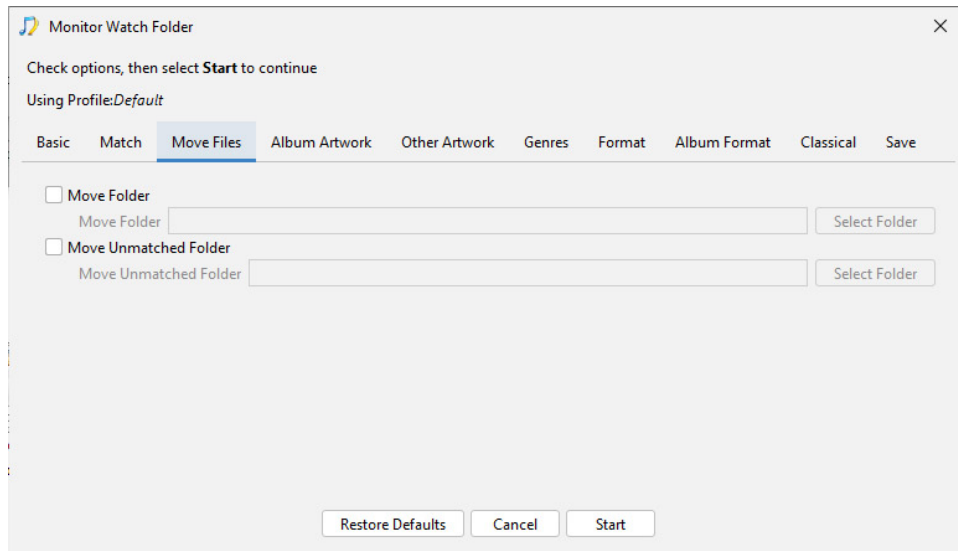 Monitor Watch Folder
Check options, then select Start to continue
Using Profile:Default
Basic Match Move Files Album Artwork Other Artwork Genres Format Album Format Classical Save
Move Folder
Move Folder Select Folder
Move Unmatched Folder
Move Unmatched Folder Select Folder
Restore Defaults Cancel Start